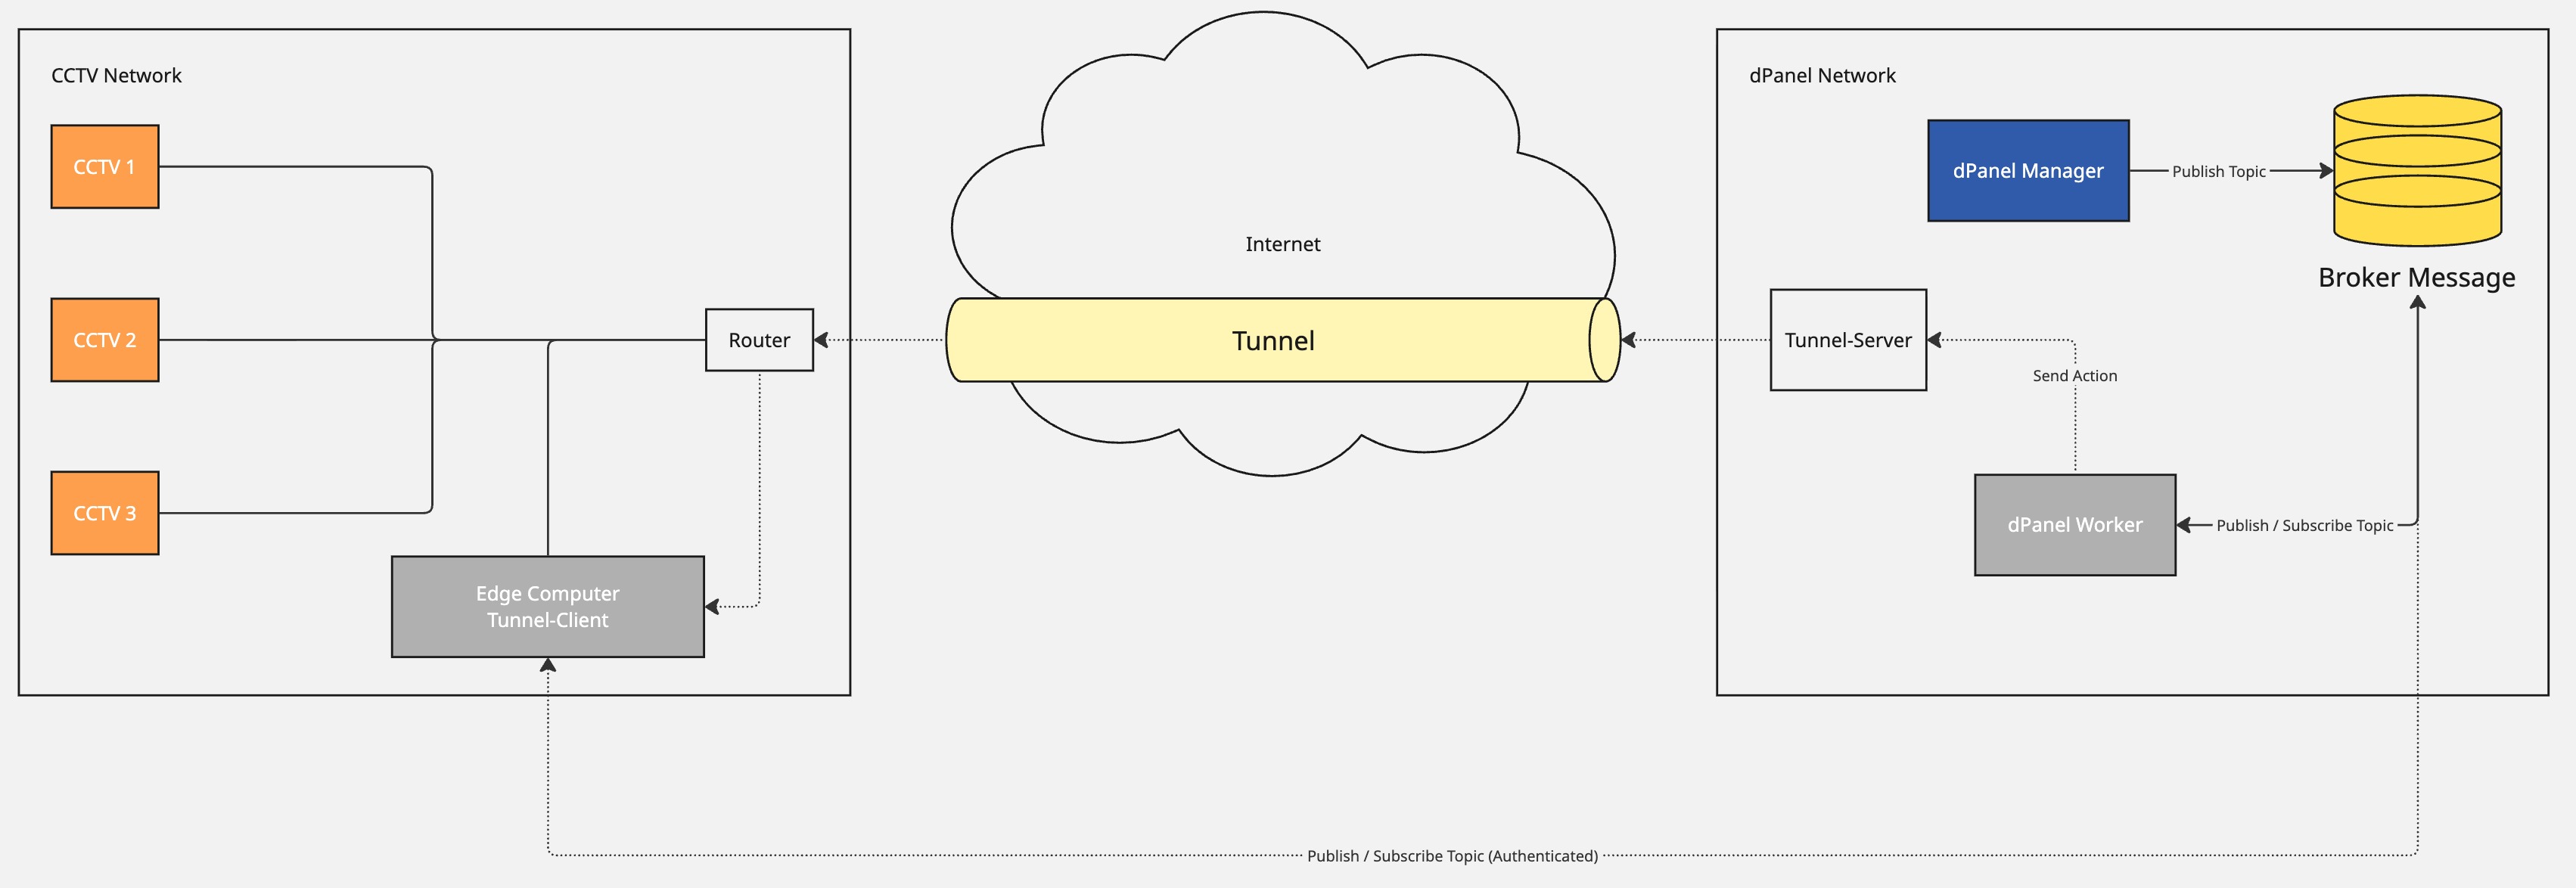 CCTV Network
CCTV 1
CCTV 2
CCTV 3
Router
Edge Computer
Tunnel-Client
Internet
Tunnel
dPanel Network
dPanel Manager
Publish Topic
Broker Message
Tunnel-Server
Send Action
dPanel Worker
Publish / Subscribe Topic
Publish / Subscribe Topic (Authenticated)